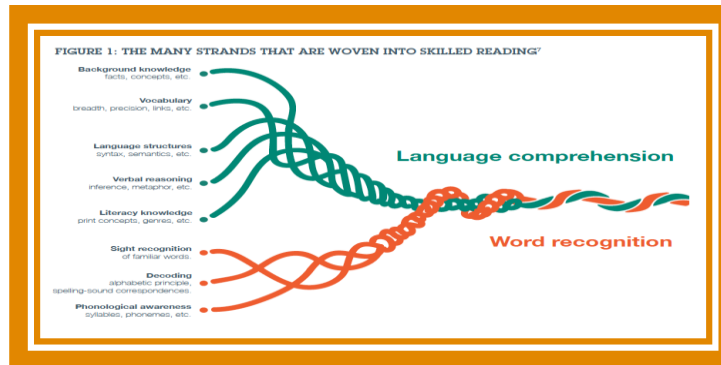 FIGURE 1: THE MANY STRANDS THAT ARE WOVEN INTO SKILLED READING⁷
Background knowledge
facts, concepts, etc.
Vocabulary
breadth, precision, links, etc.
Language structures
syntax, semantics, etc.
Verbal reasoning
inference, metaphor, etc.
Literacy knowledge
print concepts, genres, etc.
Language comprehension
Word recognition
Sight recognition
of familiar words.
Decoding
alphabetic principle,
spelling-sound correspondences.
Phonological awareness
syllables, phonemes, etc.